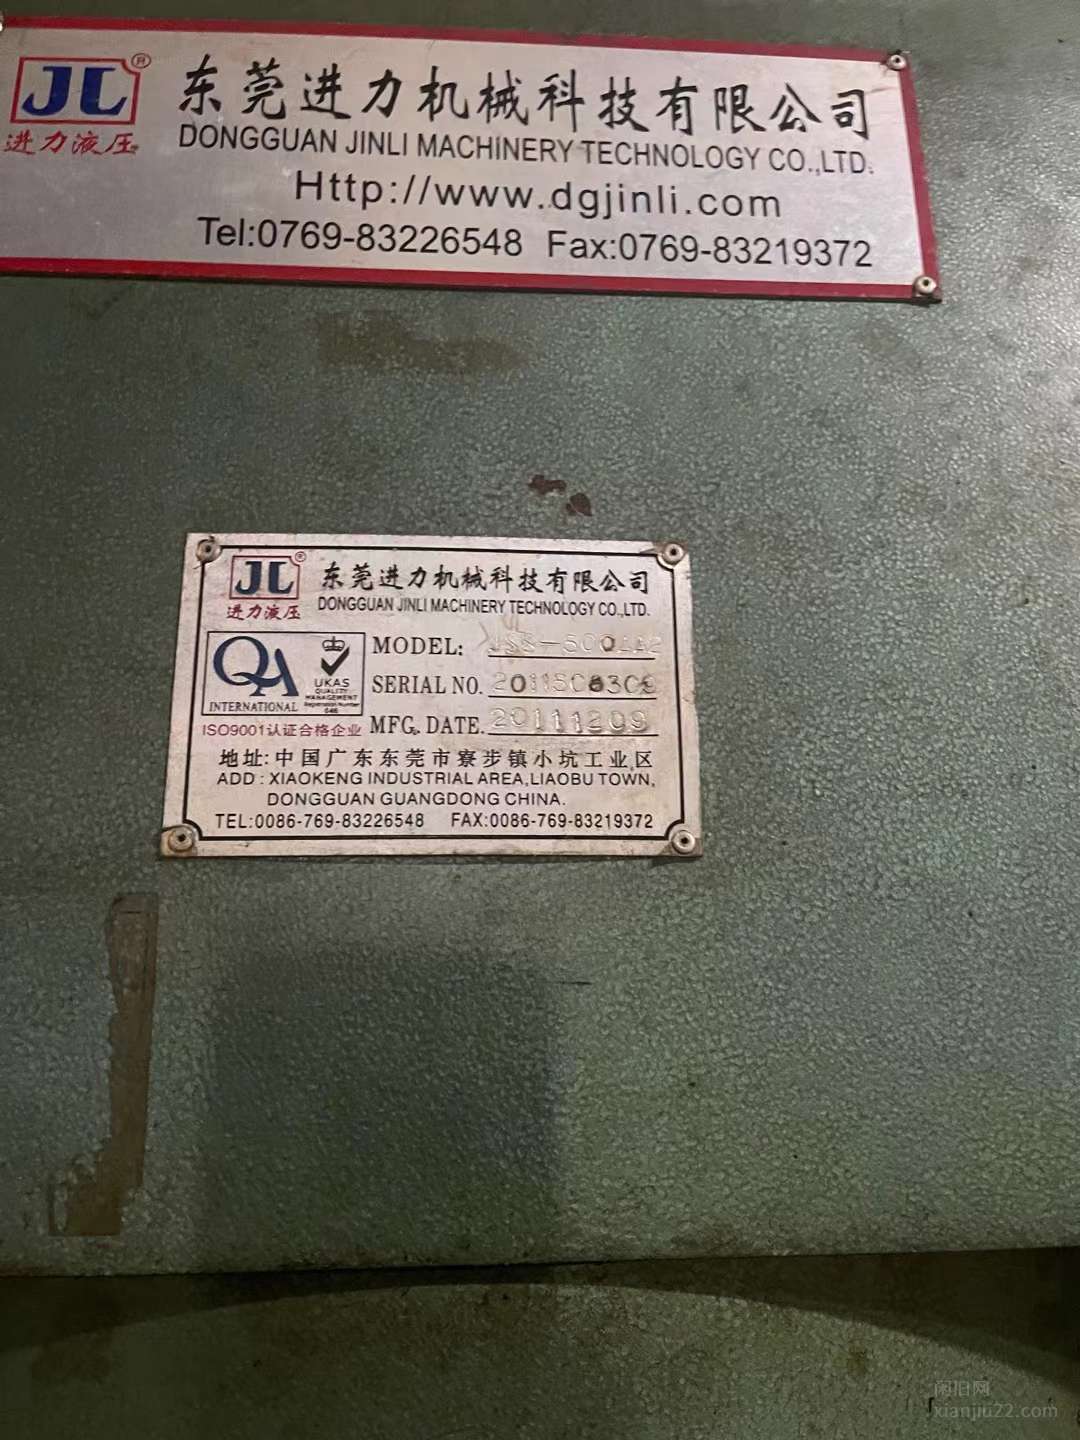 JL®
进力液压
东莞进力机械科技有限公司
DONGGUAN JINLI MACHINERY TECHNOLOGY CO.,LTD.
Http://www.dgjinli.com
Tel:0769-83226548 Fax:0769-83219372
JL®
进力液压
东莞进力机械科技有限公司
DONGGUAN JINLI MACHINERY TECHNOLOGY CO.,LTD.
QA
INTERNATIONAL
UKAS
QUALITY
MANAGEMENT
Registration Number
046
ISO9001认证合格企业
MODEL:
SERIAL NO.
MFG. DATE. 20111209
地址:中国广东东莞市寮步镇小坑工业区
ADD : XIAOKENG INDUSTRIAL AREA,LIAOBU TOWN,
DONGGUAN GUANGDONG CHINA.
TEL:0086-769-83226548 FAX:0086-769-83219372
闲旧网
xianjiu22.com